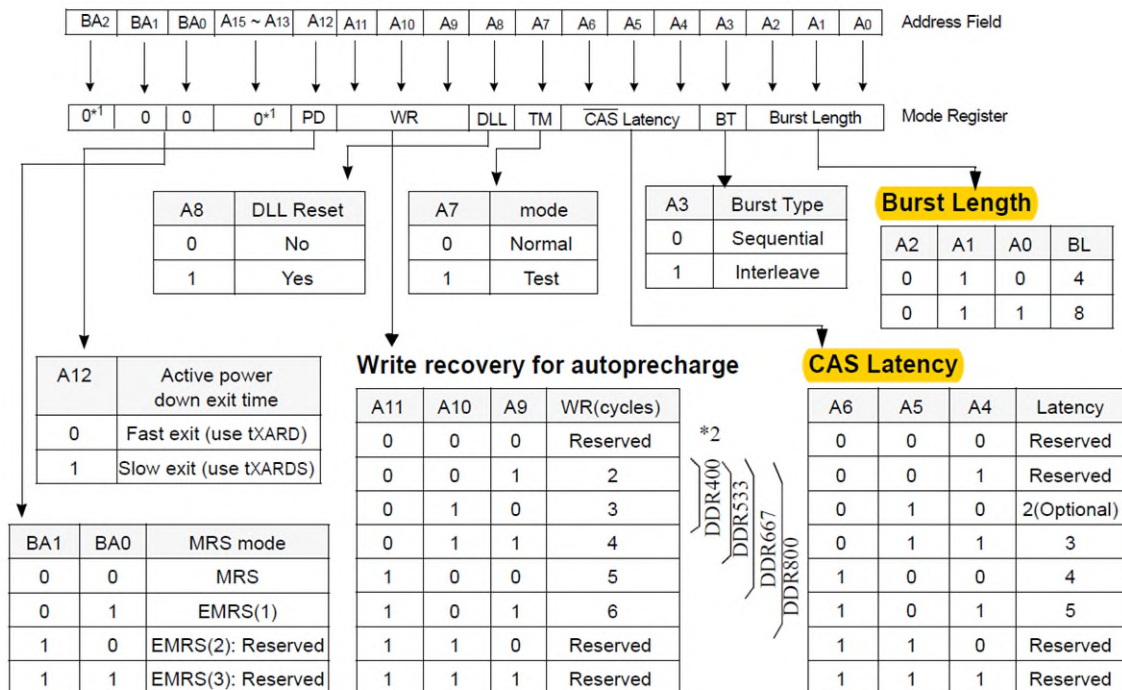 BA2 BA1 BA0 A15 ~ A13 A12 A11 A10 A9 A8 A7 A6 A5 A4 A3 A2 A1 A0 Address Field
0*1 0 0 0*1 PD WR DLL TM CAS Latency BT Burst Length Mode Register
A8 DLL Reset
0 No
1 Yes
A7 mode
0 Normal
1 Test
A3 Burst Type
0 Sequential
1 Interleave
Burst Length
A2 A1 A0 BL
0 1 0 4
0 1 1 8
A12 Active power
down exit time
0 Fast exit (use tXARD)
1 Slow exit (use tXARDS)
BA1 BA0 MRS mode
0 0 MRS
0 1 EMRS(1)
1 0 EMRS(2): Reserved
1 1 EMRS(3): Reserved
Write recovery for autoprecharge
A11 A10 A9 WR(cycles)
0 0 0 Reserved
0 0 1 2
0 1 0 3
0 1 1 4
1 0 0 5
1 0 1 6
1 1 0 Reserved
1 1 1 Reserved
*2
DDR400
DDR533
DDR667
DDR800
CAS Latency
A6 A5 A4 Latency
0 0 0 Reserved
0 0 1 Reserved
0 1 0 2(Optional)
0 1 1 3
1 0 0 4
1 0 1 5
1 1 0 Reserved
1 1 1 Reserved